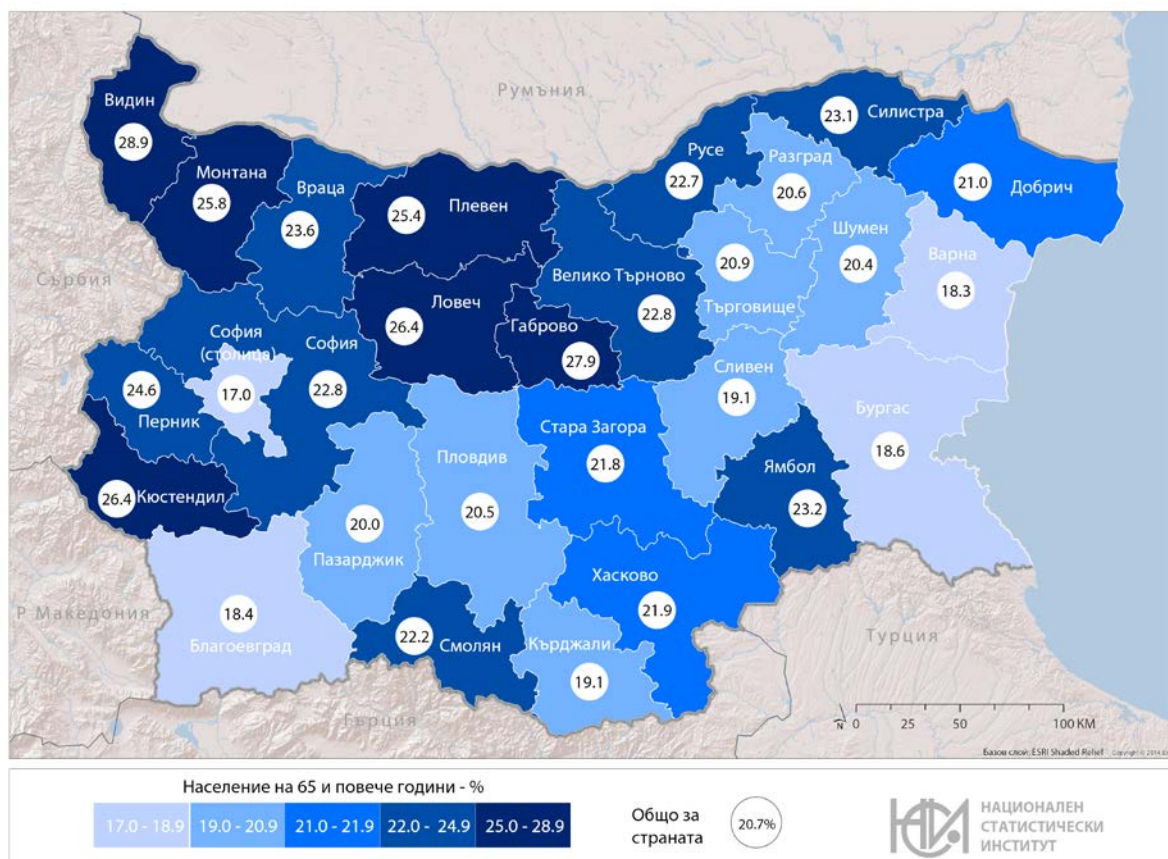 Румъния
Видин
28.9
Монтана
25.8
Враца
23.6
Плевен
25.4
Русе
22.7
Силистра
23.1
Разград
20.6
Добрич
21.0
Шумен
20.4
Варна
18.3
Търговище
20.9
Велико Търново
22.8
Ловеч
26.4
Габрово
27.9
Сърбия
София
(столица)
17.0
София
22.8
Перник
24.6
Кюстендил
26.4
Сливен
19.1
Бургас
18.6
Стара Загора
21.8
Ямбол
23.2
Пловдив
20.5
Пазарджик
20.0
Хасково
21.9
Р Македония
Благоевград
18.4
Смолян
22.2
Кърджали
19.1
Турция
Гърция
N
0 25 50 100 KM
Базов слой: ESRI Shaded Relief
Население на 65 и повече години - %
17.0 - 18.9 19.0 - 20.9 21.0 - 21.9 22.0 - 24.9 25.0 - 28.9
Общо за
страната
20.7%
НСИ
НАЦИОНАЛЕН
СТАТИСТИЧЕСКИ
ИНСТИТУТ